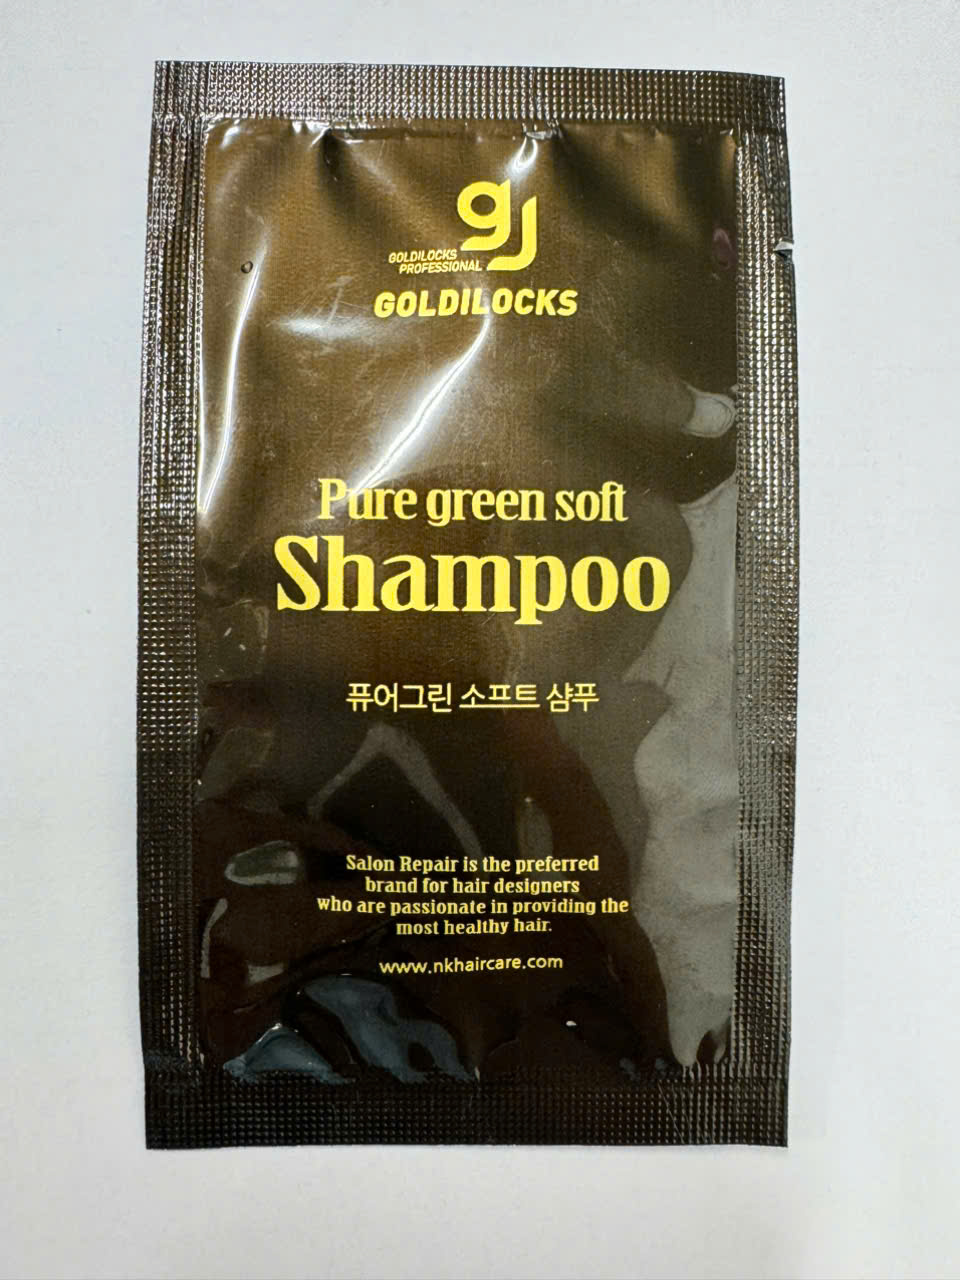 gj
GOLDILOCKS
PROFESSIONAL
GOLDILOCKS
Pure green soft
Shampoo
퓨어그린 소프트 샴푸
Salon Repair is the preferred
brand for hair designers
who are passionate in providing the
most healthy hair.
www.nkhaircare.com